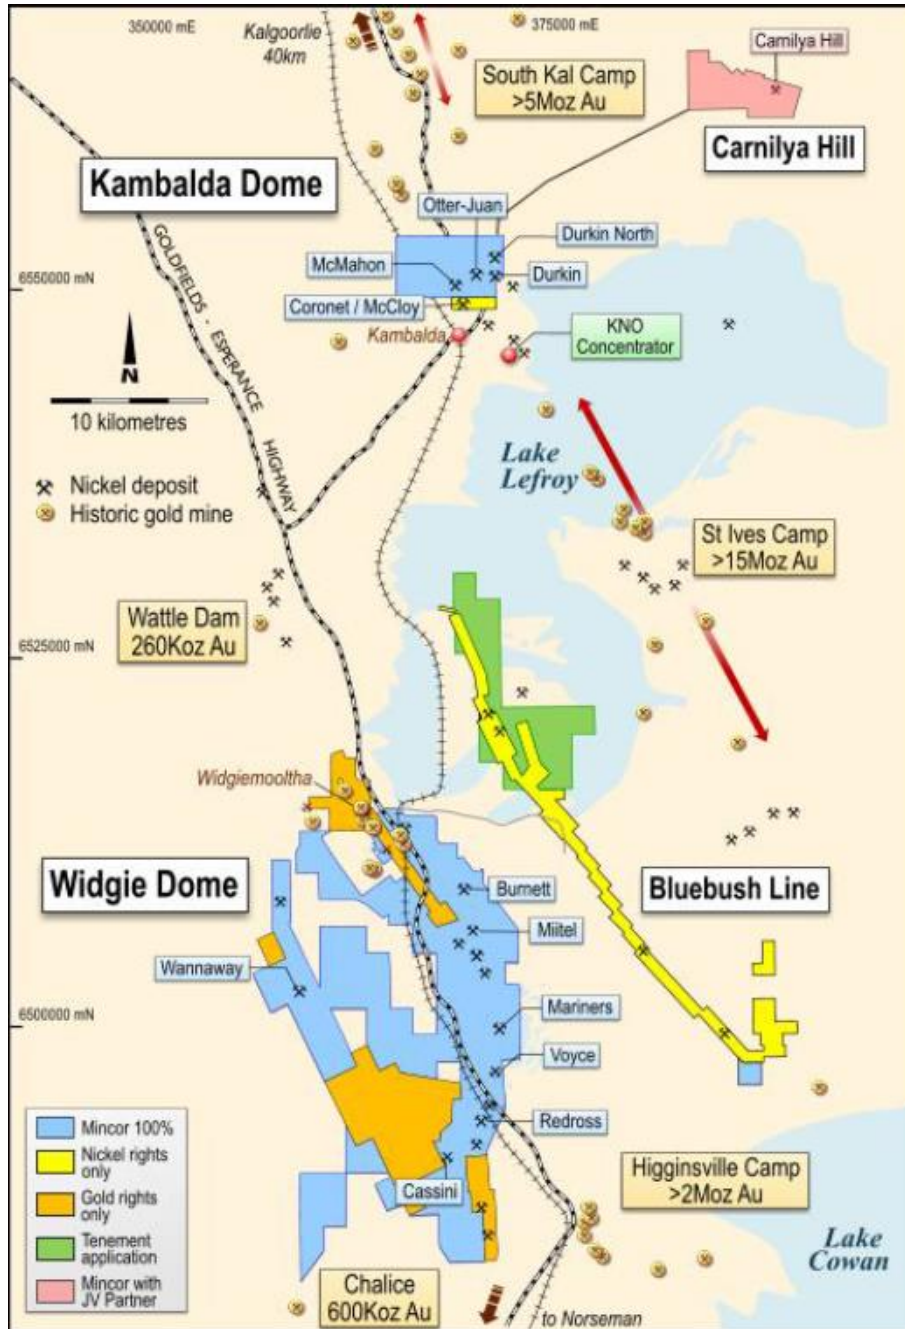 350000 mE
375000 mE
Kalgoorlie
40km
South Kal Camp
>5Moz Au
Carnilya Hill
Carnilya Hill
Kambalda Dome
Otter-Juan
Durkin North
McMahon
Durkin
6550000 mN
Coronet / McCloy
Kambalda
KNO
Concentrator
GOLDFIELDS - ESPERANCE HIGHWAY
N
10 kilometres
Lake
Lefroy
Nickel deposit
Historic gold mine
St Ives Camp
>15Moz Au
Wattle Dam
260Koz Au
6525000 mN
Widgiemooltha
Widgie Dome
Burnett
Bluebush Line
Miitel
Wannaway
6500000 mN
Mariners
Voyce
Redross
Mincor 100%
Nickel rights
only
Gold rights
only
Tenement
application
Mincor with
JV Partner
Cassini
Higginsville Camp
>2Moz Au
Lake
Cowan
Chalice
600Koz Au
to Norseman